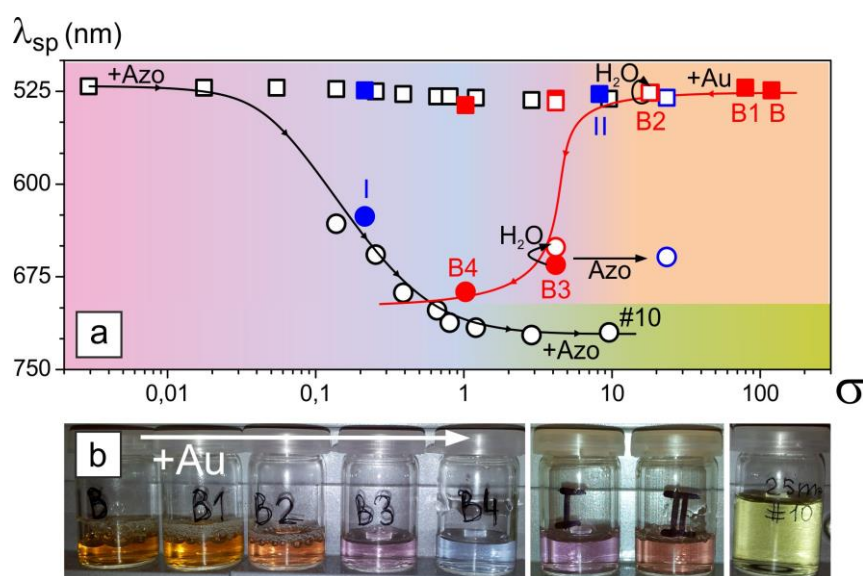 λsp (nm)
+Azo
H₂O
+Au
525
B2
B1
B
II
600
I
H₂O
675
B4
B3
Azo
#10
a
+Azo
750
0,01
0,1
1
10
100
σ
b
+Au
B
B1
B2
B3
B4
I
II
#10